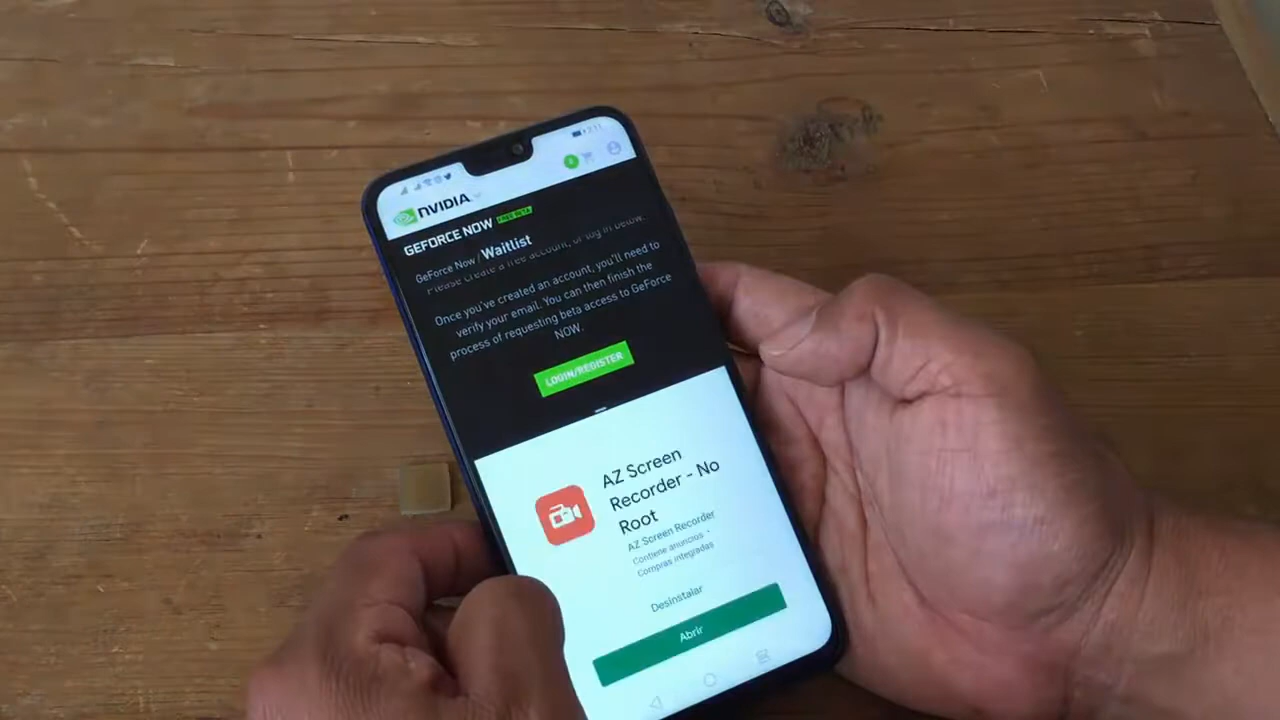 NVIDIA
GEFORCE NOW FREE BETA
GeForce Now / Waitlist
Please create a free account, or log in below.
Once you've created an account, you'll need to
verify your email. You can then finish the
process of requesting beta access to GeForce
NOW.
LOGIN/REGISTER
AZ Screen
Recorder - No
Root
AZ Screen Recorder
Contiene anuncios •
Compras integradas
Desinstalar
Abrir